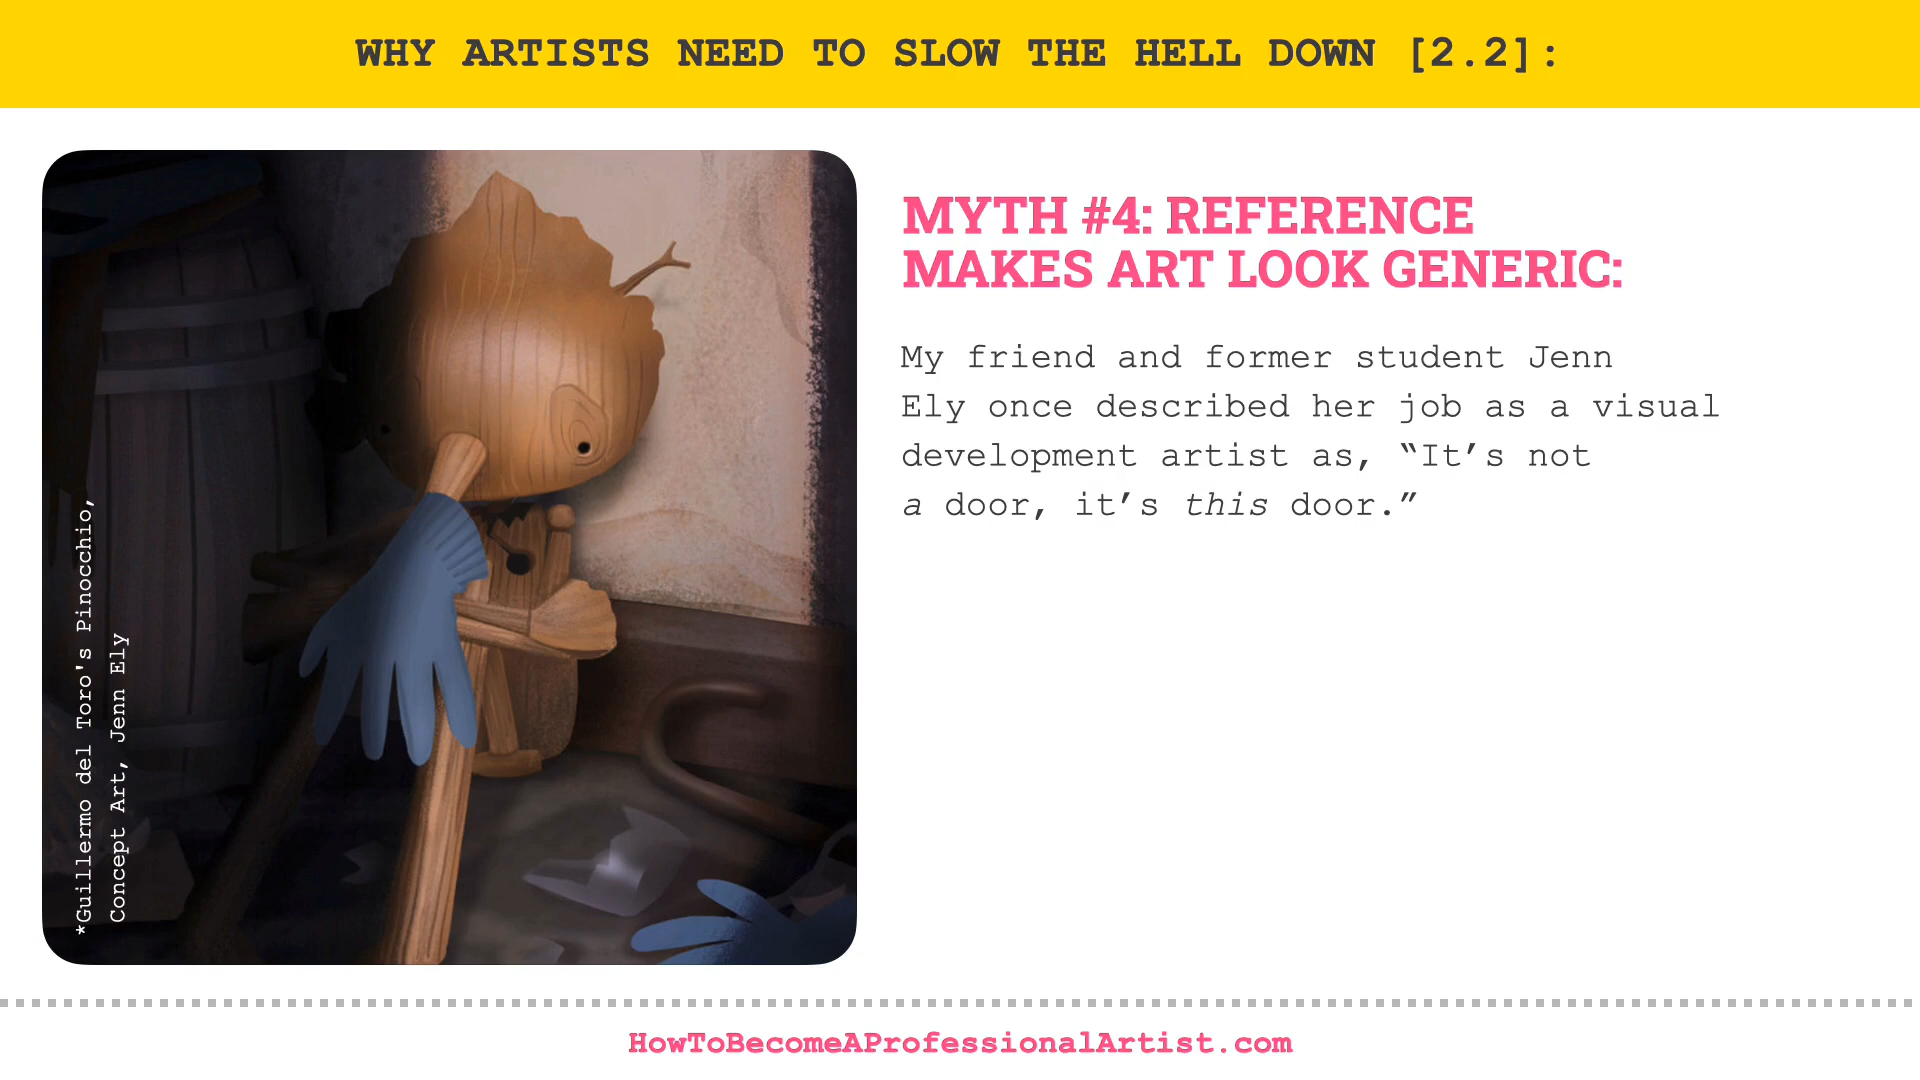 WHY ARTISTS NEED TO SLOW THE HELL DOWN [2.2]:
*Guillermo del Toro's Pinocchio,
Concept Art, Jenn Ely
MYTH #4: REFERENCE
MAKES ART LOOK GENERIC:
My friend and former student Jenn
Ely once described her job as a visual
development artist as, “It’s not
a door, it’s this door.”
HowToBecomeAProfessionalArtist.com